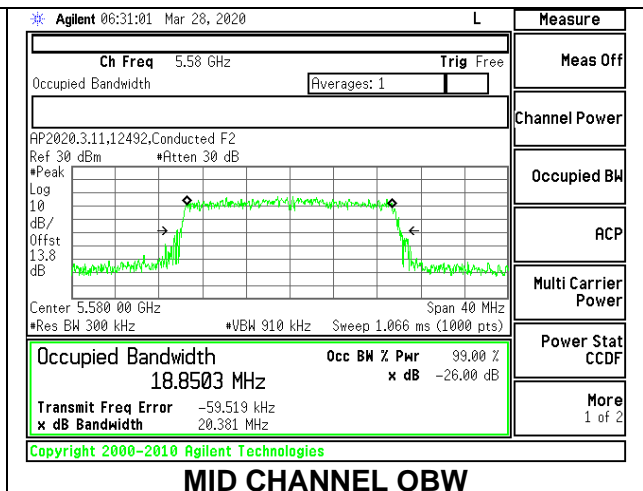 Agilent 06:31:01 Mar 28, 2020 L Measure
Ch Freq 5.58 GHz Trig Free
Occupied Bandwidth Averages: 1
AP2020.3.11,12492,Conducted F2
Ref 30 dBm #Atten 30 dB
#Peak
Log
10
dB/
Offst
13.8
dB
Center 5.580 00 GHz Span 40 MHz
#Res BW 300 kHz #VBW 910 kHz Sweep 1.066 ms (1000 pts)
Occupied Bandwidth Occ BW % Pwr 99.00 %
18.8503 MHz x dB -26.00 dB
Transmit Freq Error -59.519 kHz
x dB Bandwidth 20.381 MHz
Copyright 2000-2010 Agilent Technologies
Meas Off
Channel Power
Occupied BW
ACP
Multi Carrier
Power
Power Stat
CCDF
More
1 of 2
MID CHANNEL OBW